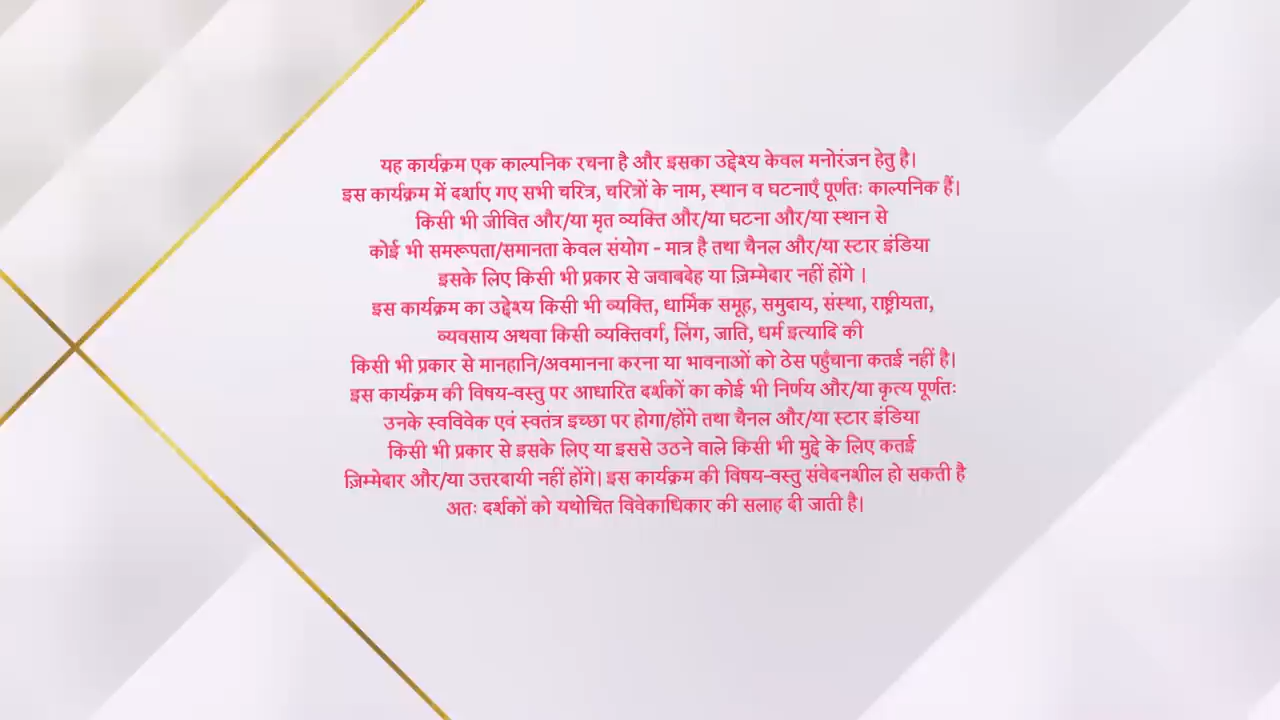 यह कार्यक्रम एक काल्पनिक रचना है और इसका उद्देश्य केवल मनोरंजन हेतु है।
इस कार्यक्रम में दर्शाए गए सभी चरित्र, चरित्रों के नाम, स्थान व घटनाएँ पूर्णतः काल्पनिक हैं।
किसी भी जीवित और/या मृत व्यक्ति और/या घटना और/या स्थान से
कोई भी समरूपता/समानता केवल संयोग - मात्र है तथा चैनल और/या स्टार इंडिया
इसके लिए किसी भी प्रकार से जवाबदेह या ज़िम्मेदार नहीं होंगे ।
इस कार्यक्रम का उद्देश्य किसी भी व्यक्ति, धार्मिक समूह, समुदाय, संस्था, राष्ट्रीयता,
व्यवसाय अथवा किसी व्यक्तिवर्ग, लिंग, जाति, धर्म इत्यादि की
किसी भी प्रकार से मानहानि/अवमानना करना या भावनाओं को ठेस पहुँचाना कतई नहीं है।
इस कार्यक्रम की विषय-वस्तु पर आधारित दर्शकों का कोई भी निर्णय और/या कृत्य पूर्णतः
उनके स्वविवेक एवं स्वतंत्र इच्छा पर होगा/होंगे तथा चैनल और/या स्टार इंडिया
किसी भी प्रकार से इसके लिए या इससे उठने वाले किसी भी मुद्दे के लिए कतई
ज़िम्मेदार और/या उत्तरदायी नहीं होंगे। इस कार्यक्रम की विषय-वस्तु संवेदनशील हो सकती है
अतः दर्शकों को यथोचित विवेकाधिकार की सलाह दी जाती है।